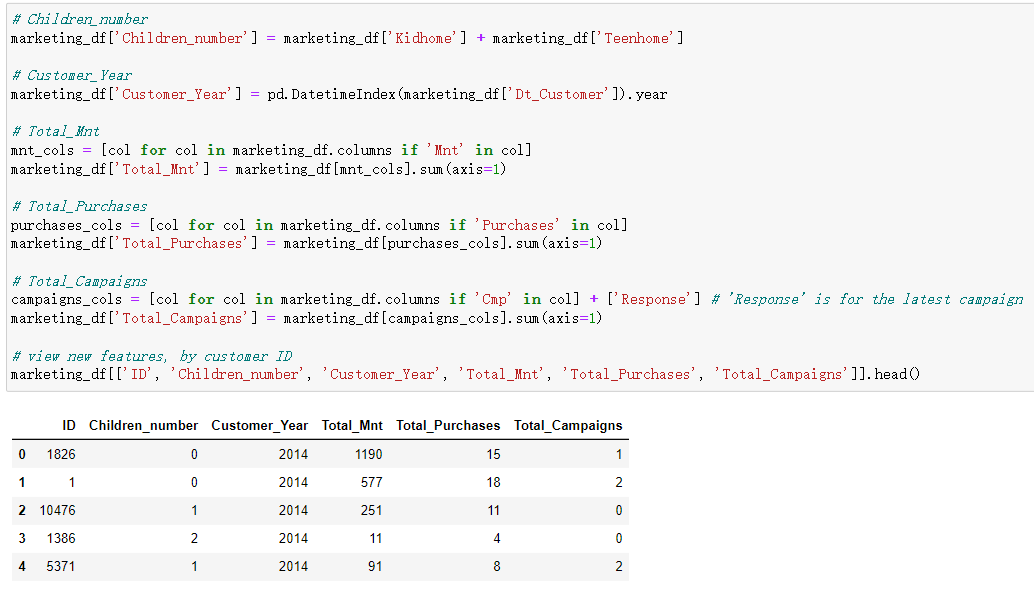 # Children_number
marketing_df['Children_number'] = marketing_df['Kidhome'] + marketing_df['Teenhome']
# Customer_Year
marketing_df['Customer_Year'] = pd.DatetimeIndex(marketing_df['Dt_Customer']).year
# Total_Mnt
mnt_cols = [col for col in marketing_df.columns if 'Mnt' in col]
marketing_df['Total_Mnt'] = marketing_df[mnt_cols].sum(axis=1)
# Total_Purchases
purchases_cols = [col for col in marketing_df.columns if 'Purchases' in col]
marketing_df['Total_Purchases'] = marketing_df[purchases_cols].sum(axis=1)
# Total_Campaigns
campaigns_cols = [col for col in marketing_df.columns if 'Cmp' in col] + ['Response'] # 'Response' is for the latest campaign
marketing_df['Total_Campaigns'] = marketing_df[campaigns_cols].sum(axis=1)
# view new features, by customer ID
marketing_df[['ID', 'Children_number', 'Customer_Year', 'Total_Mnt', 'Total_Purchases', 'Total_Campaigns']].head()
ID Children_number Customer_Year Total_Mnt Total_Purchases Total_Campaigns
0 1826 0 2014 1190 15 1
1 1 0 2014 577 18 2
2 10476 1 2014 251 11 0
3 1386 2 2014 11 4 0
4 5371 1 2014 91 8 2